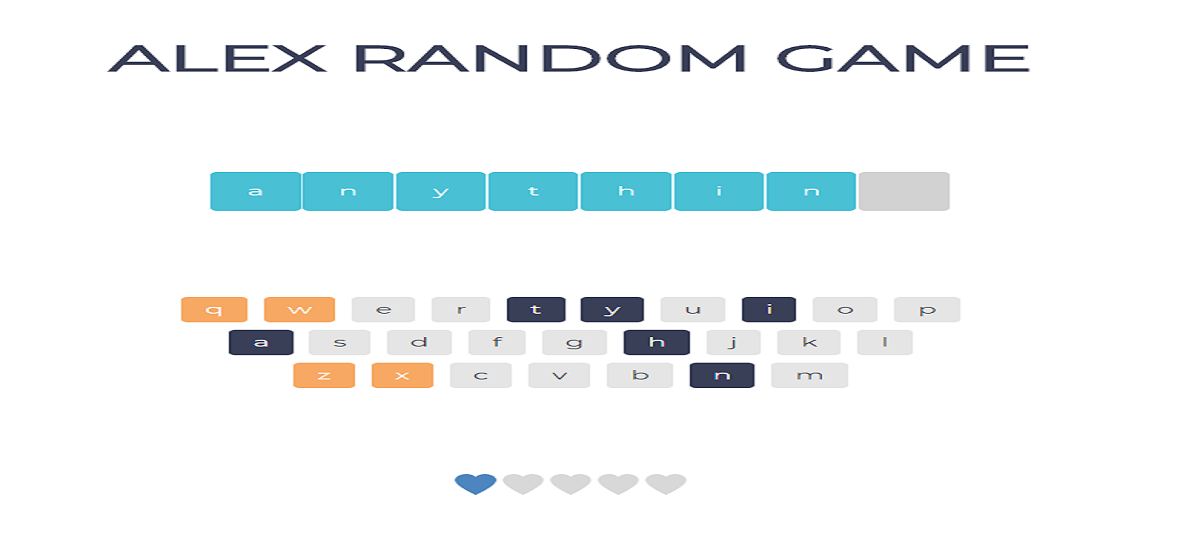 ALEX RANDOM GAME
a n y t h i n
q w e r t y u i o p
a s d f g h j k l
z x c v b n m